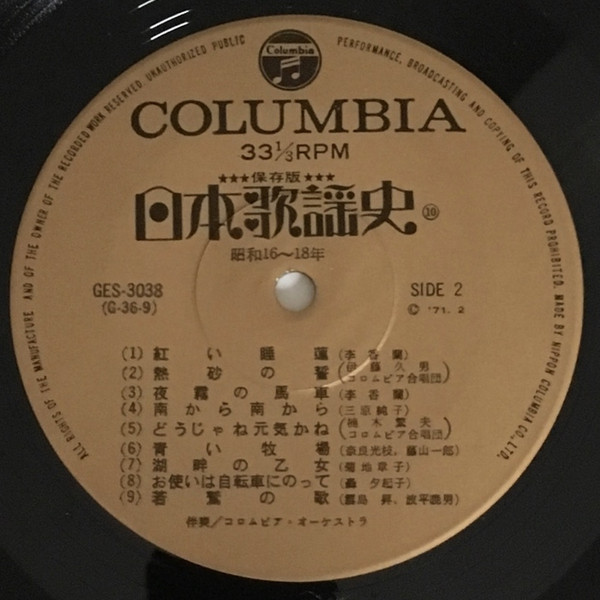 ALL RIGHTS OF THE MANUFACTURE AND OF THE OWNER OF THE RECORDED WORK RESERVED. UNAUTHORIZED PUBLIC PERFORMANCE, BROADCASTING AND COPYING OF THIS RECORD PROHIBITED. MADE BY NIPPON COLUMBIA CO., LTD.
Columbia
COLUMBIA
33⅓RPM
★★★保存版★★★
日本歌謡史⑩
昭和16〜18年
GES-3038
(G-36-9)
SIDE 2
© '71. 2
(1) 紅い睡蓮 (李香蘭)
(2) 熱砂の誓 (伊藤久男 コロムビア合唱団)
(3) 夜霧の馬車 (李香蘭)
(4) 南から南から (三原純子)
(5) どうじゃね元気かね (楠木繁夫 コロムビア合唱団)
(6) 青い牧場 (奈良光枝，藤山一郎)
(7) 湖畔の乙女 (菊池章子)
(8) お使いは自転車にのって (轟夕起子)
(9) 若鷲の歌 (霧島昇，波平暁男)
伴奏／コロムビア・オーケストラ